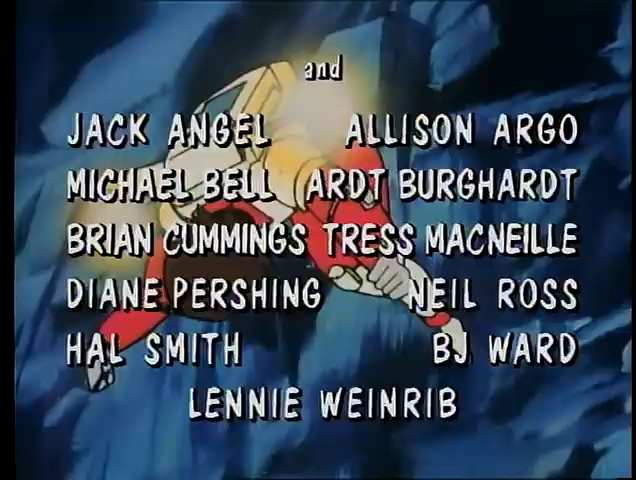 and
JACK ANGEL ALLISON ARGO
MICHAEL BELL ARDT BURGHARDT
BRIAN CUMMINGS TRESS MACNEILLE
DIANE PERSHING NEIL ROSS
HAL SMITH BJ WARD
LENNIE WEINRIB